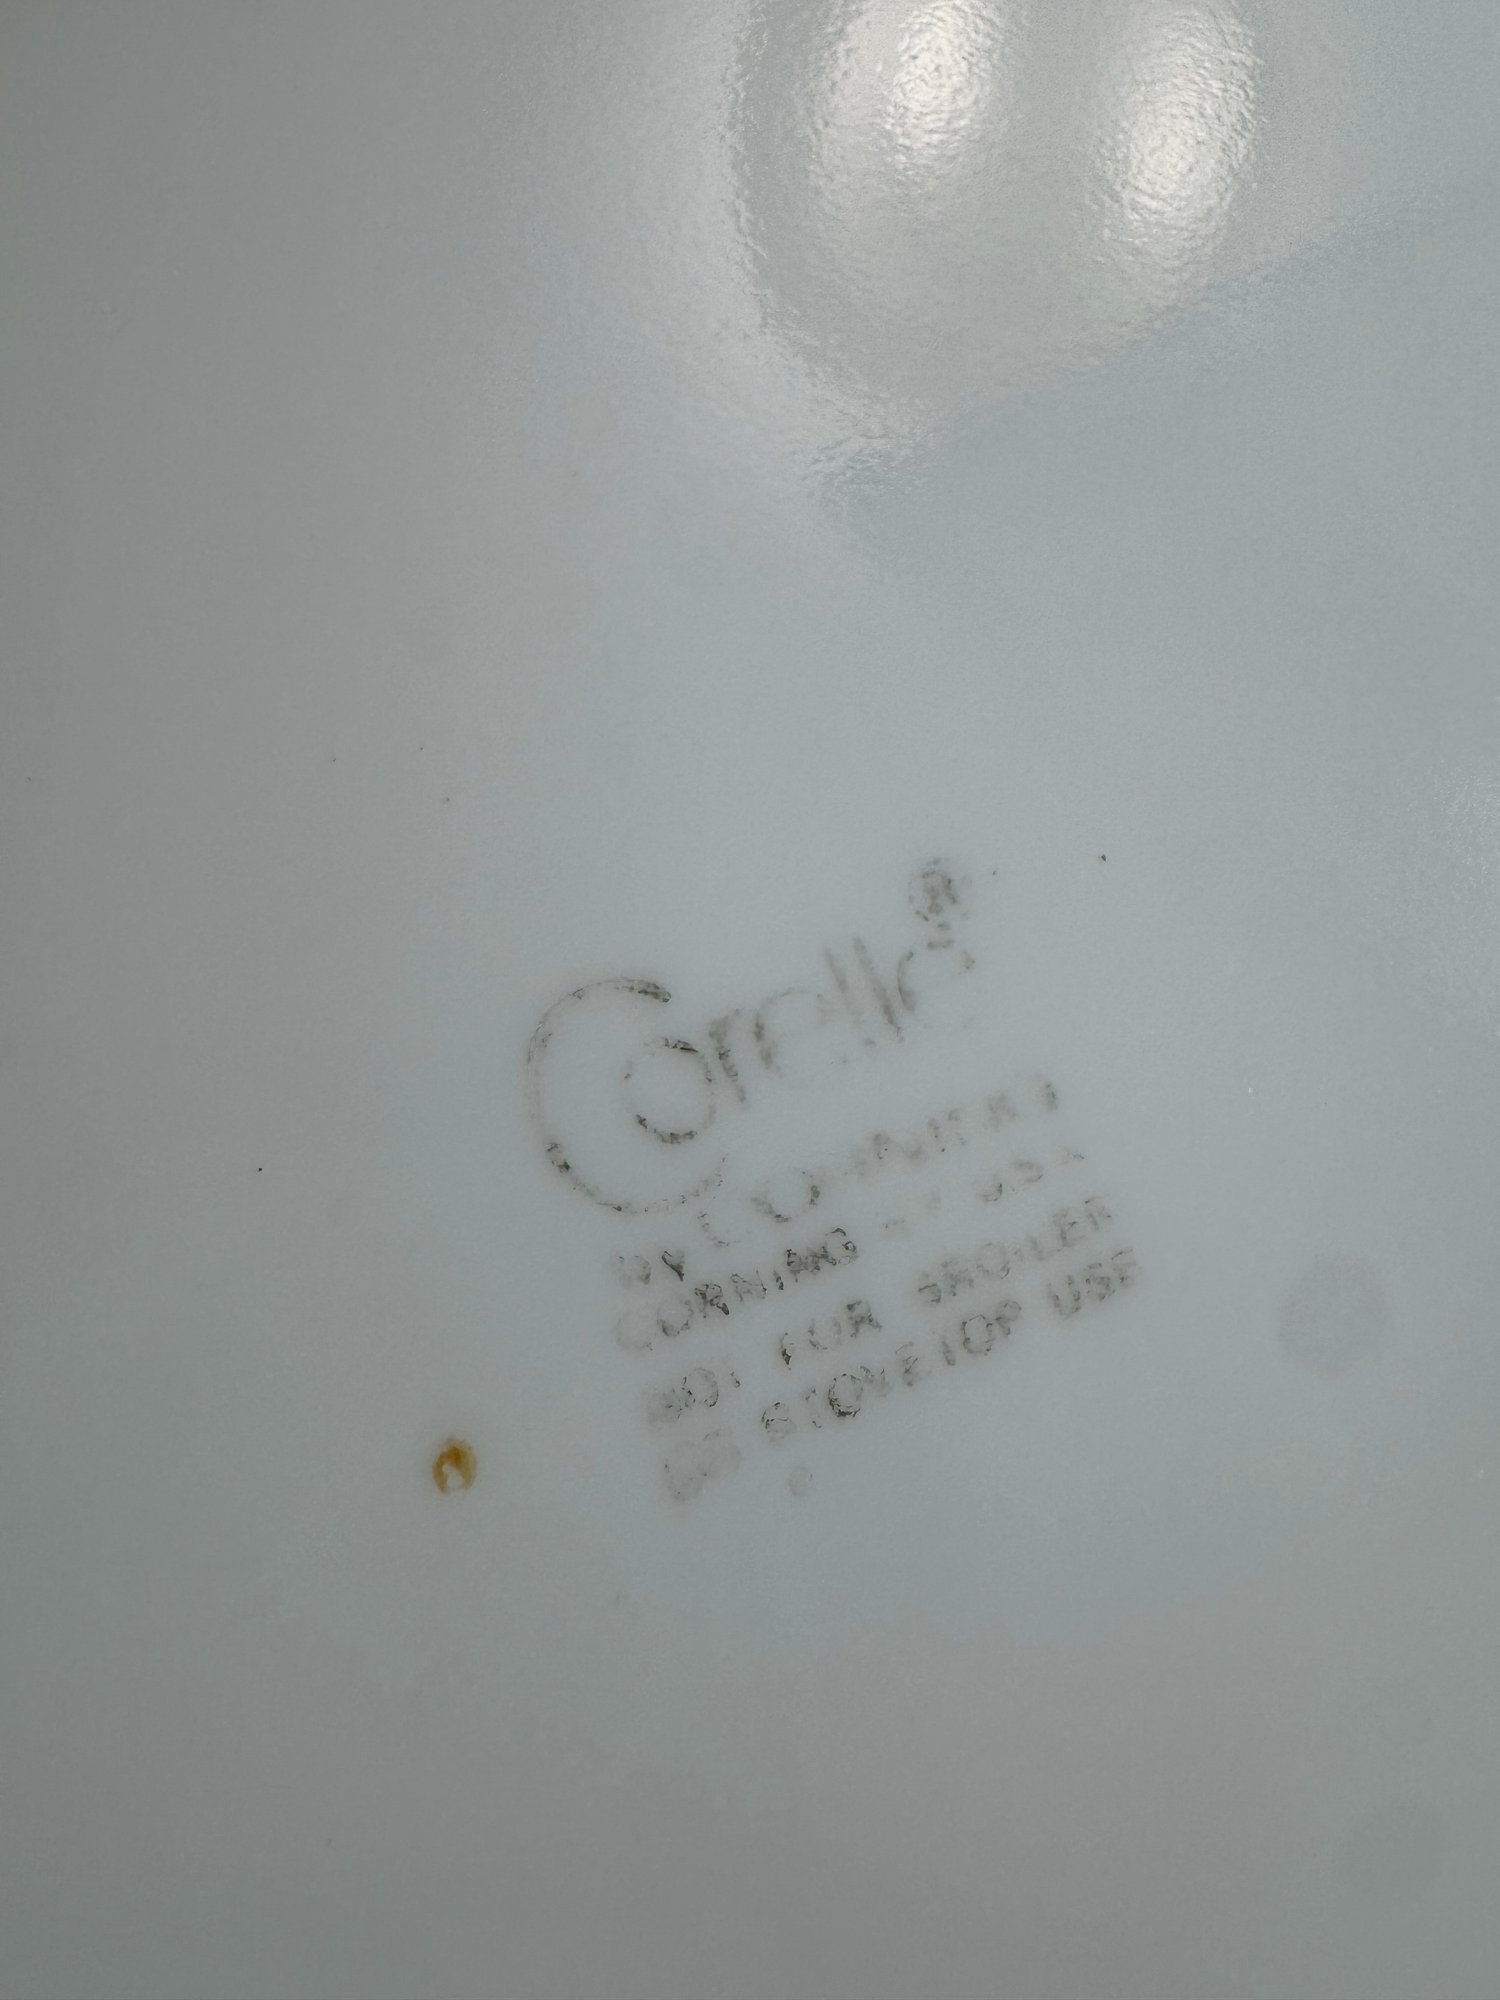 Corelle®
BY CORNING
CORNING NY USA
NOT FOR BROILER
OR STOVETOP USE